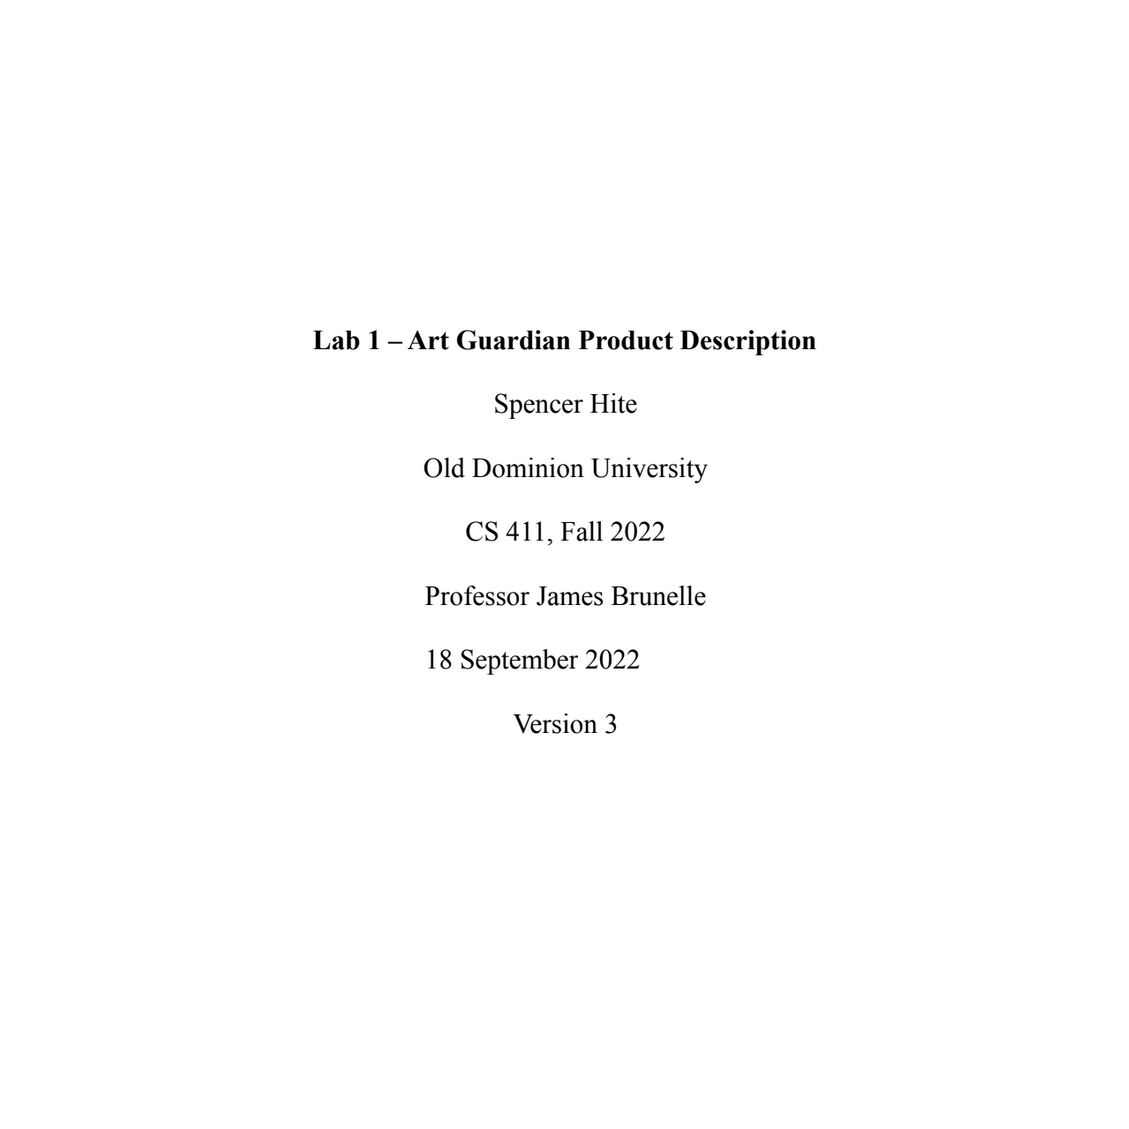 Lab 1 – Art Guardian Product Description
Spencer Hite
Old Dominion University
CS 411, Fall 2022
Professor James Brunelle
18 September 2022
Version 3